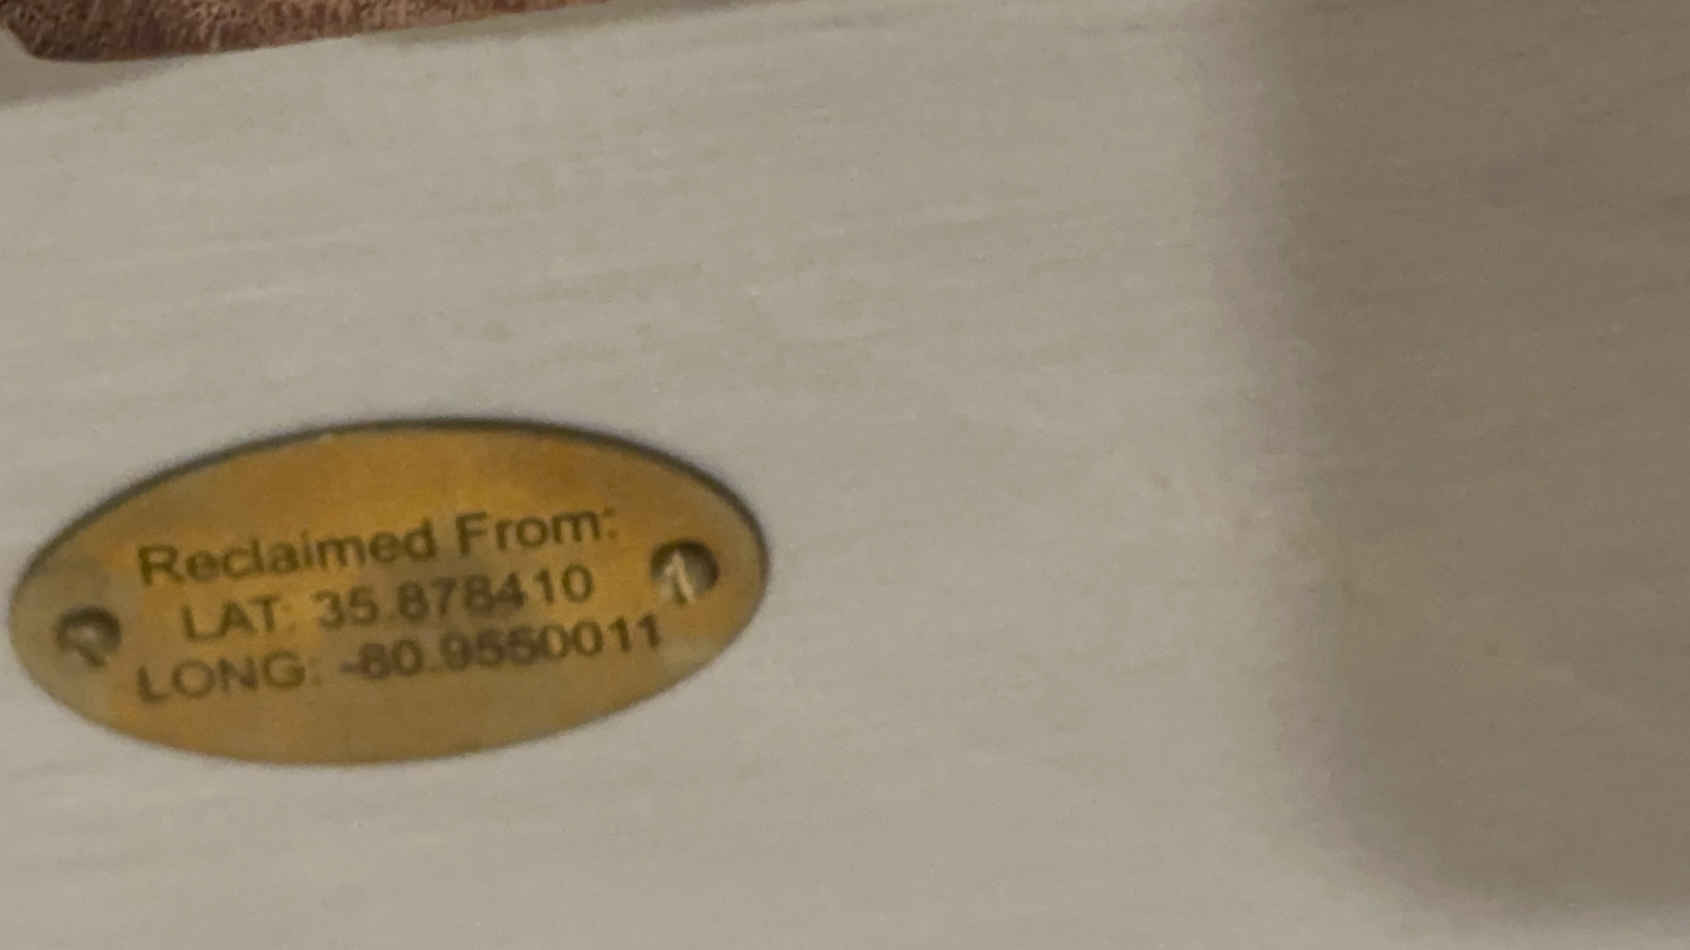 Reclaimed From:
LAT: 35.878410
LONG: -80.9550011